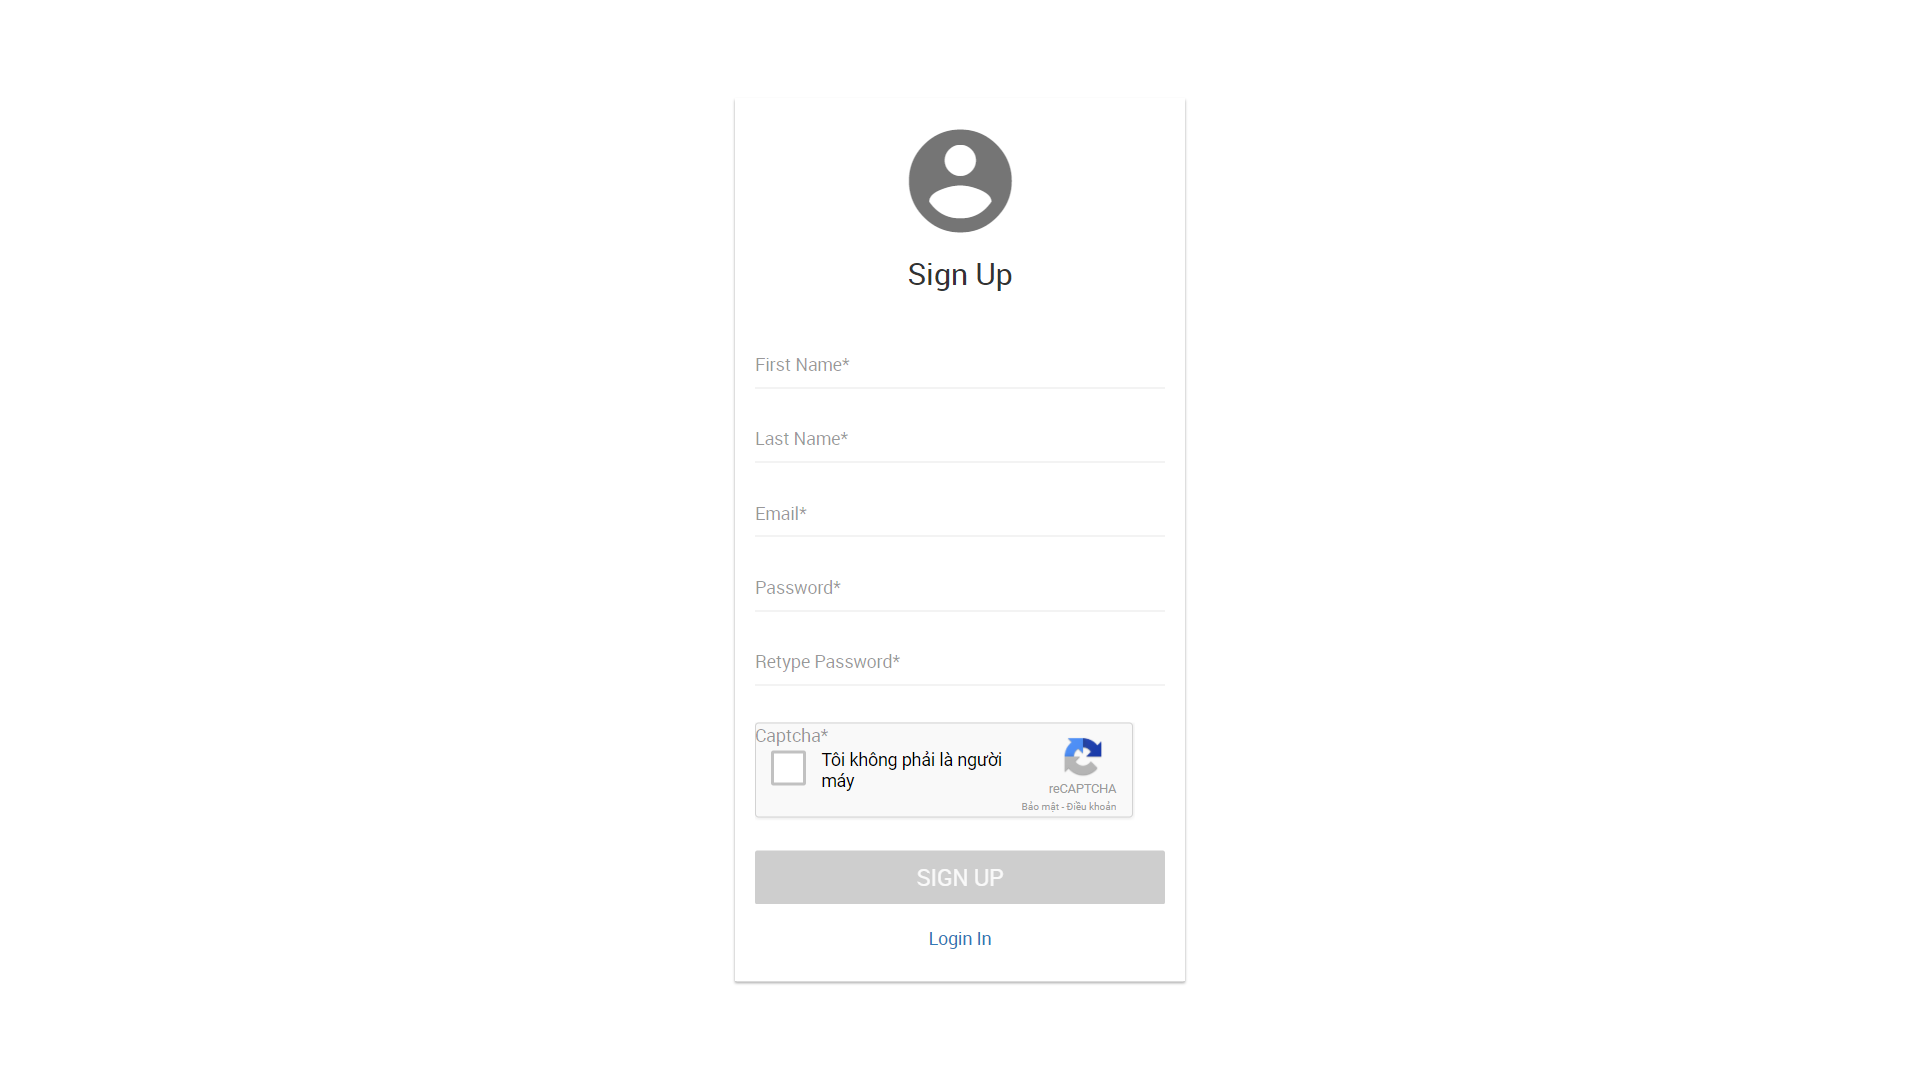 Sign Up
First Name*
Last Name*
Email*
Password*
Retype Password*
Captcha*
Tôi không phải là người
máy
reCAPTCHA
Bảo mật - Điều khoản
SIGN UP
Login In